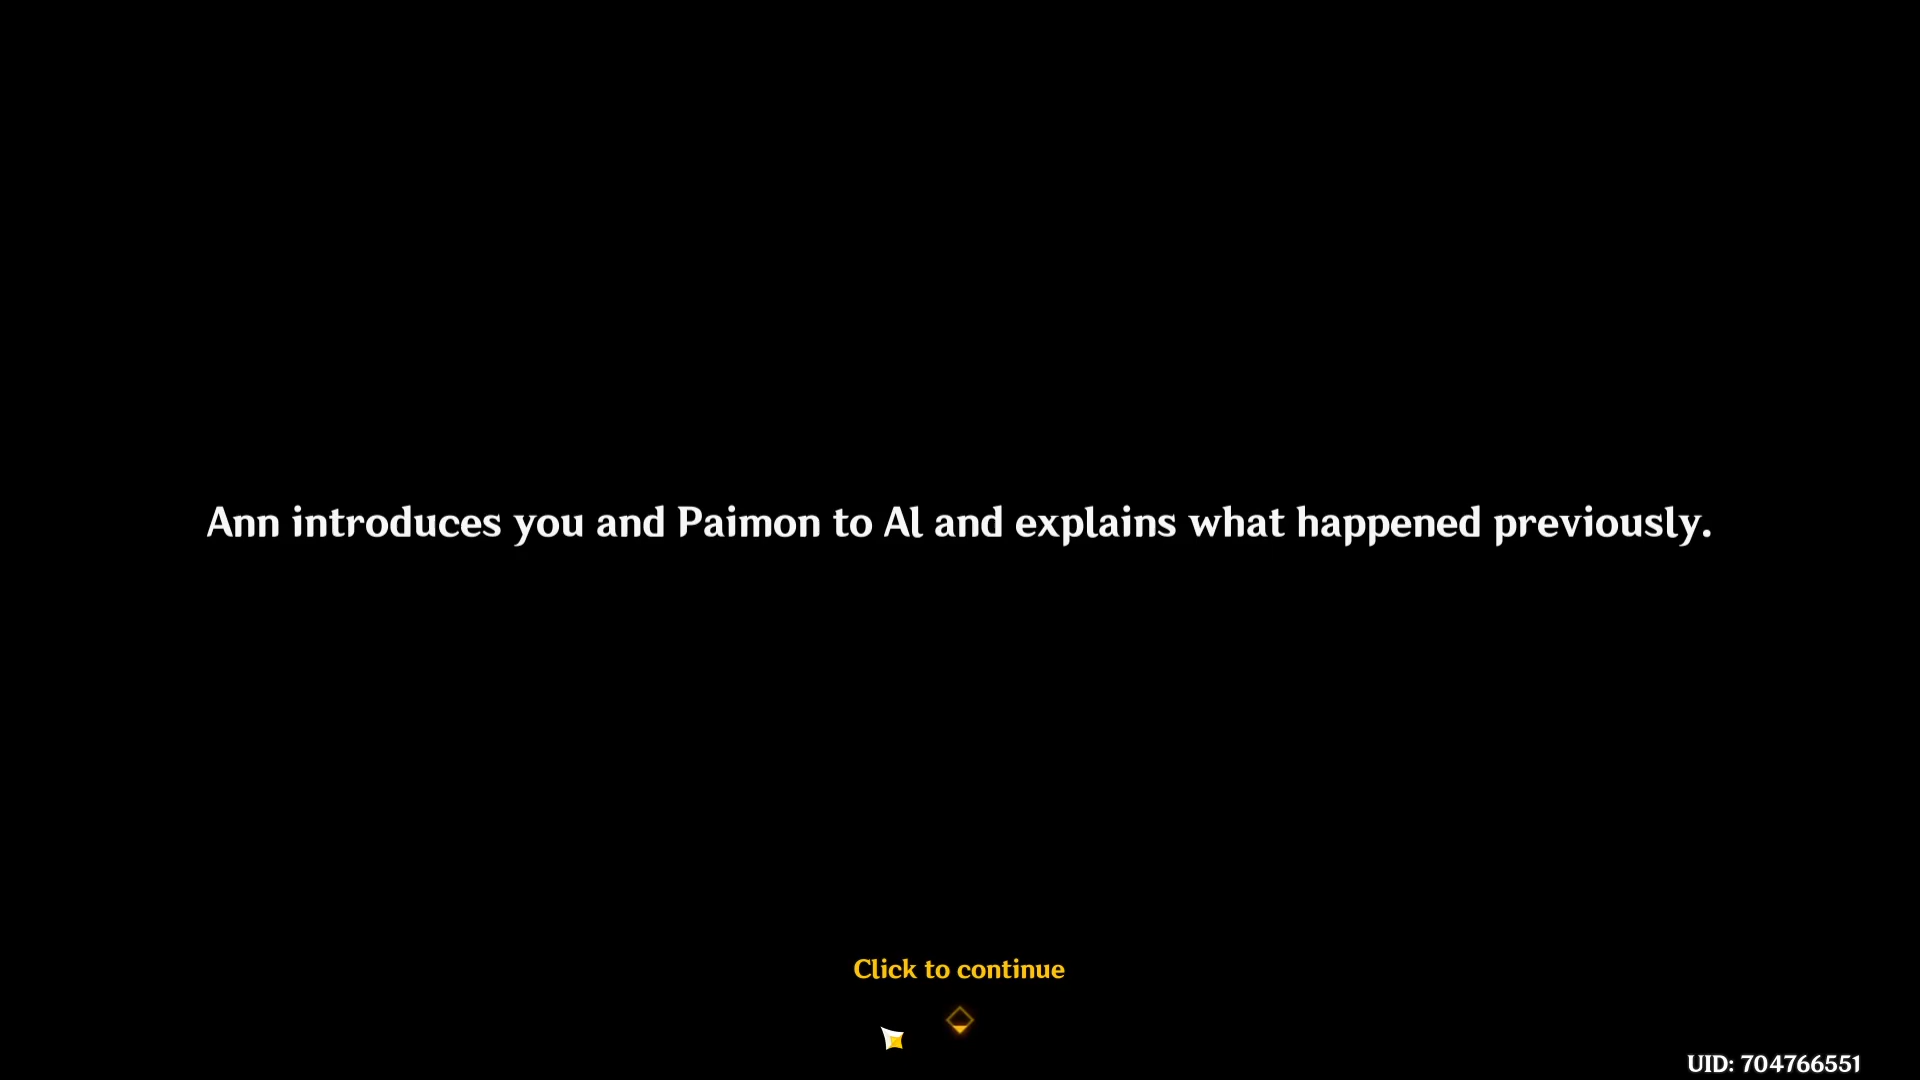 Ann introduces you and Paimon to Al and explains what happened previously.
Click to continue
UID: 704766551